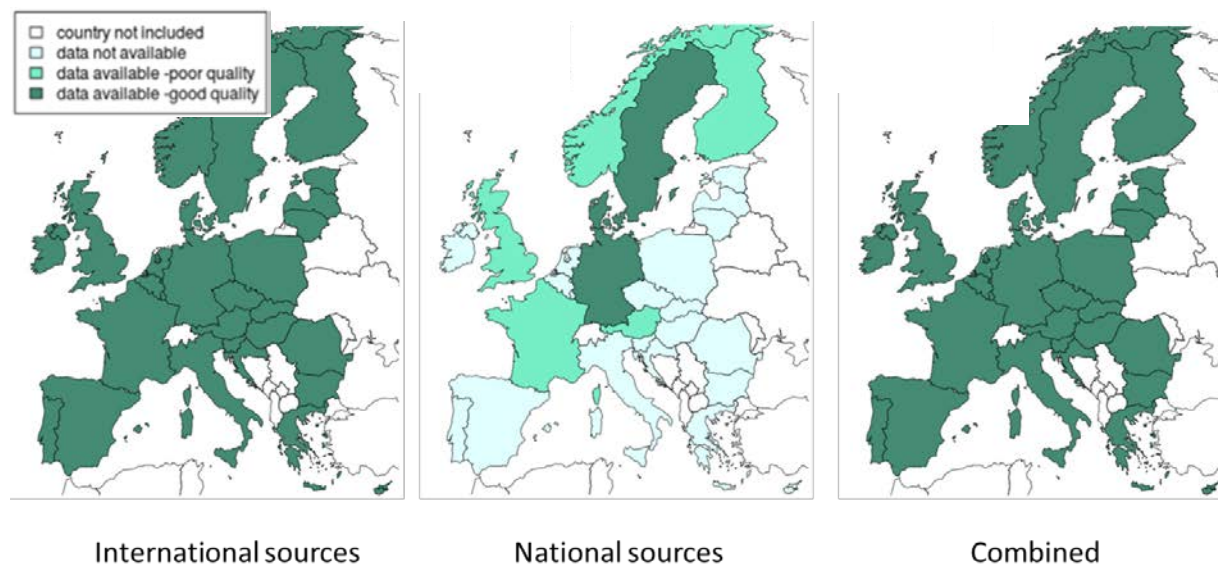 country not included
data not available
data available -poor quality
data available -good quality
International sources
National sources
Combined